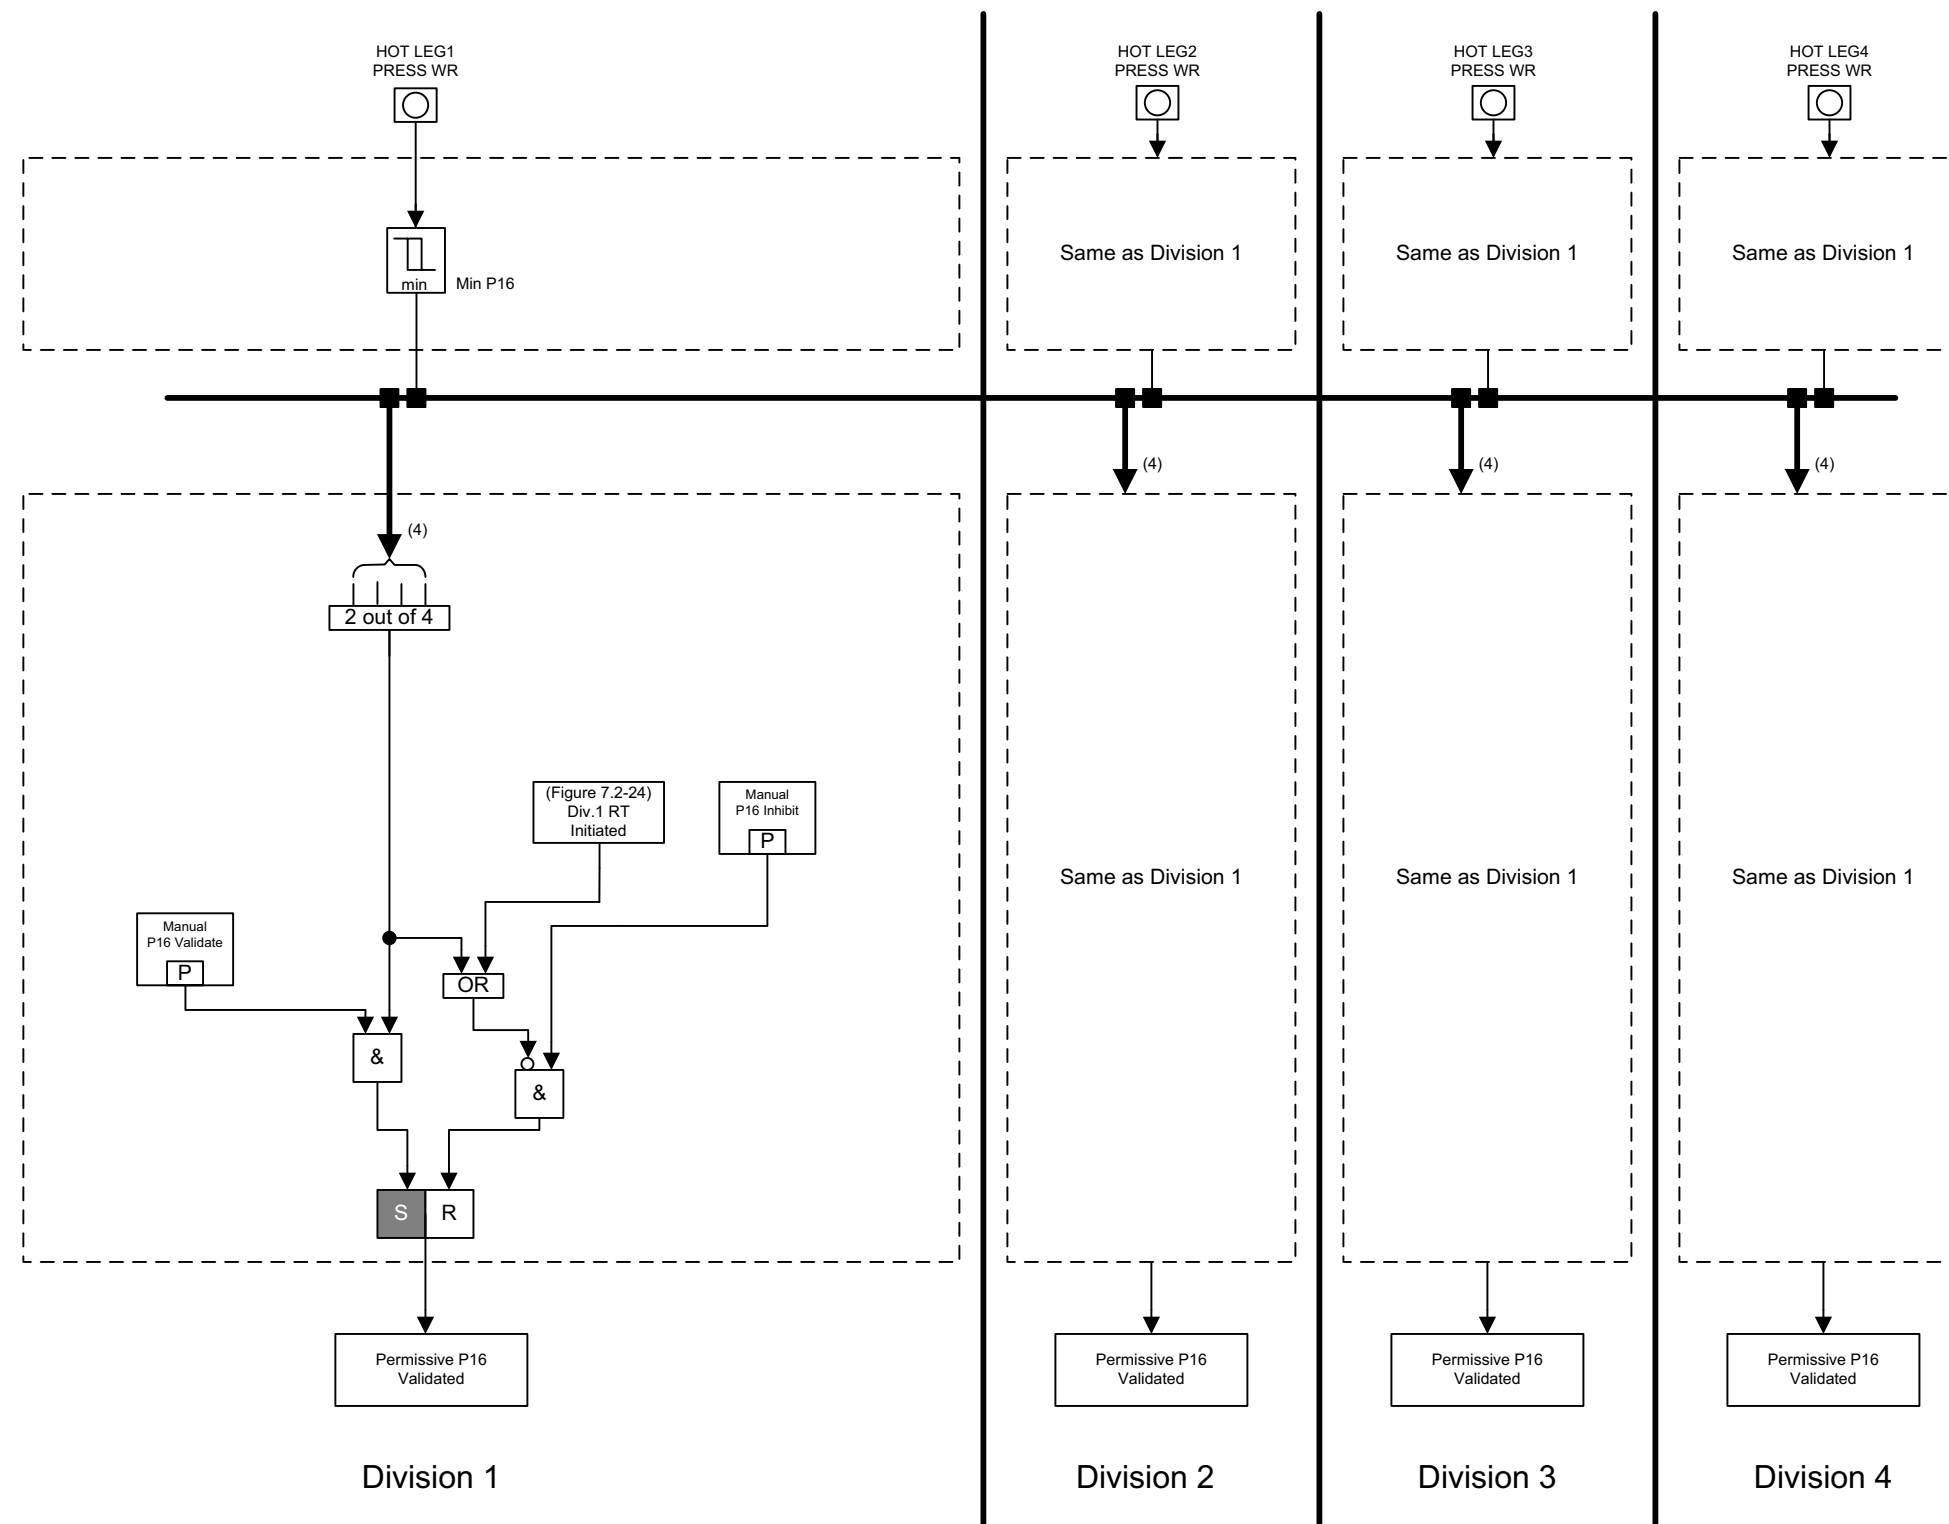 HOT LEG1
PRESS WR
HOT LEG2
PRESS WR
HOT LEG3
PRESS WR
HOT LEG4
PRESS WR
min
Min P16
Same as Division 1
Same as Division 1
Same as Division 1
(4)
(4)
(4)
(4)
2 out of 4
(Figure 7.2-24)
Div.1 RT
Initiated
Manual
P16 Inhibit
P
Same as Division 1
Same as Division 1
Same as Division 1
Manual
P16 Validate
P
OR
&
&
S R
Permissive P16
Validated
Permissive P16
Validated
Permissive P16
Validated
Permissive P16
Validated
Division 1
Division 2
Division 3
Division 4